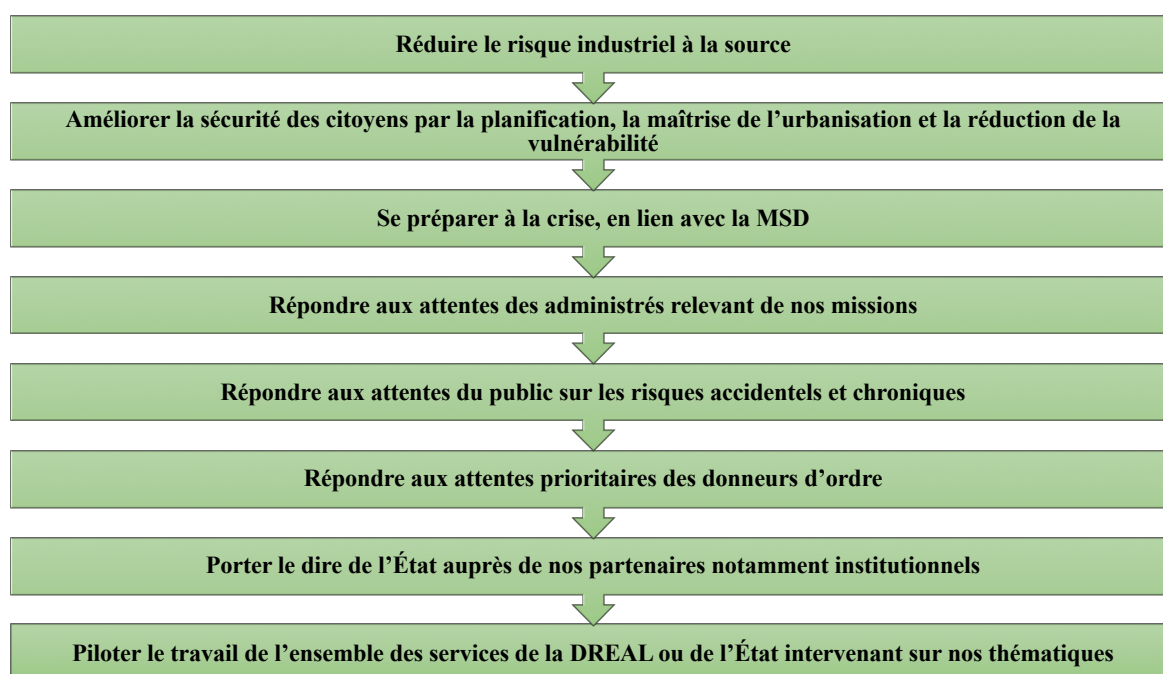 Réduire le risque industriel à la source
Améliorer la sécurité des citoyens par la planification, la maîtrise de l’urbanisation et la réduction de la
vulnérabilité
Se préparer à la crise, en lien avec la MSD
Répondre aux attentes des administrés relevant de nos missions
Répondre aux attentes du public sur les risques accidentels et chroniques
Répondre aux attentes prioritaires des donneurs d’ordre
Porter le dire de l’État auprès de nos partenaires notamment institutionnels
Piloter le travail de l’ensemble des services de la DREAL ou de l’État intervenant sur nos thématiques